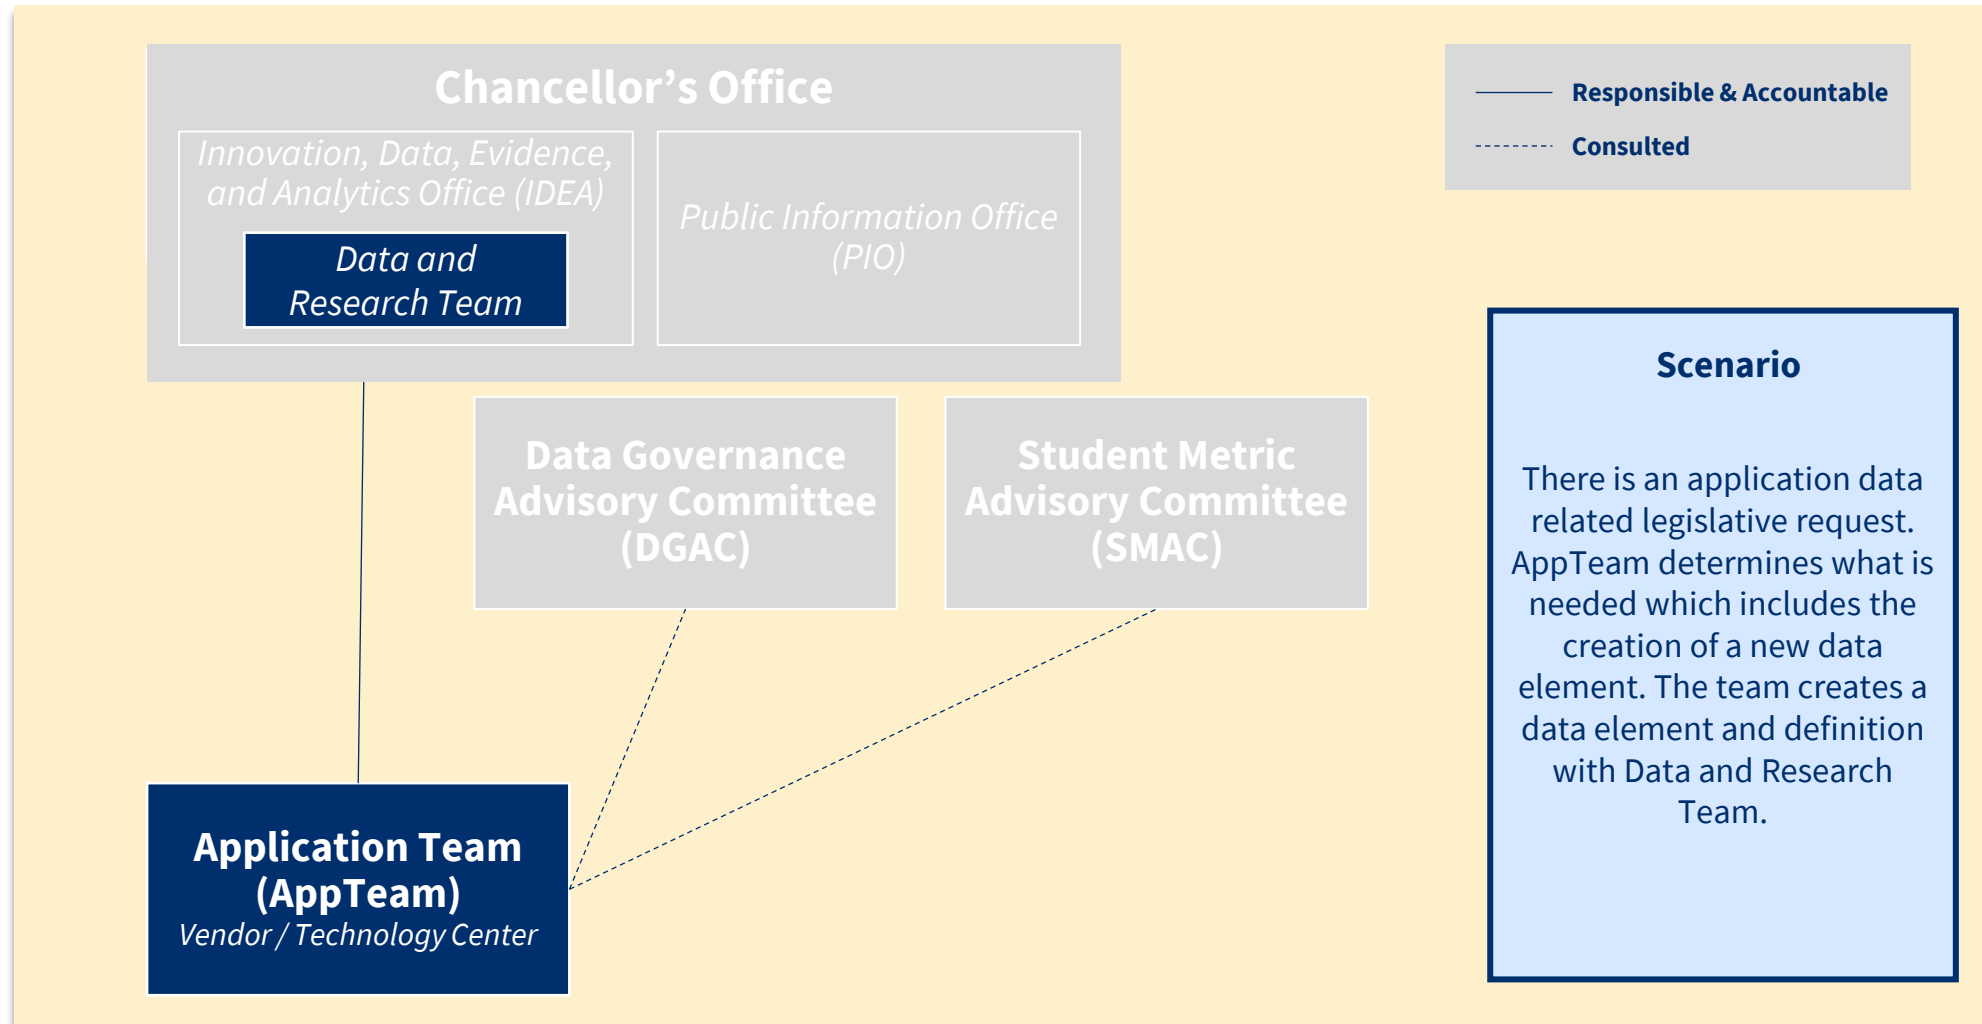 Chancellor’s Office
Innovation, Data, Evidence,
and Analytics Office (IDEA)
Data and
Research Team
Public Information Office
(PIO)
Responsible & Accountable
Consulted
Data Governance
Advisory Committee
(DGAC)
Student Metric
Advisory Committee
(SMAC)
Scenario
There is an application data
related legislative request.
AppTeam determines what is
needed which includes the
creation of a new data
element. The team creates a
data element and definition
with Data and Research
Team.
Application Team
(AppTeam)
Vendor / Technology Center